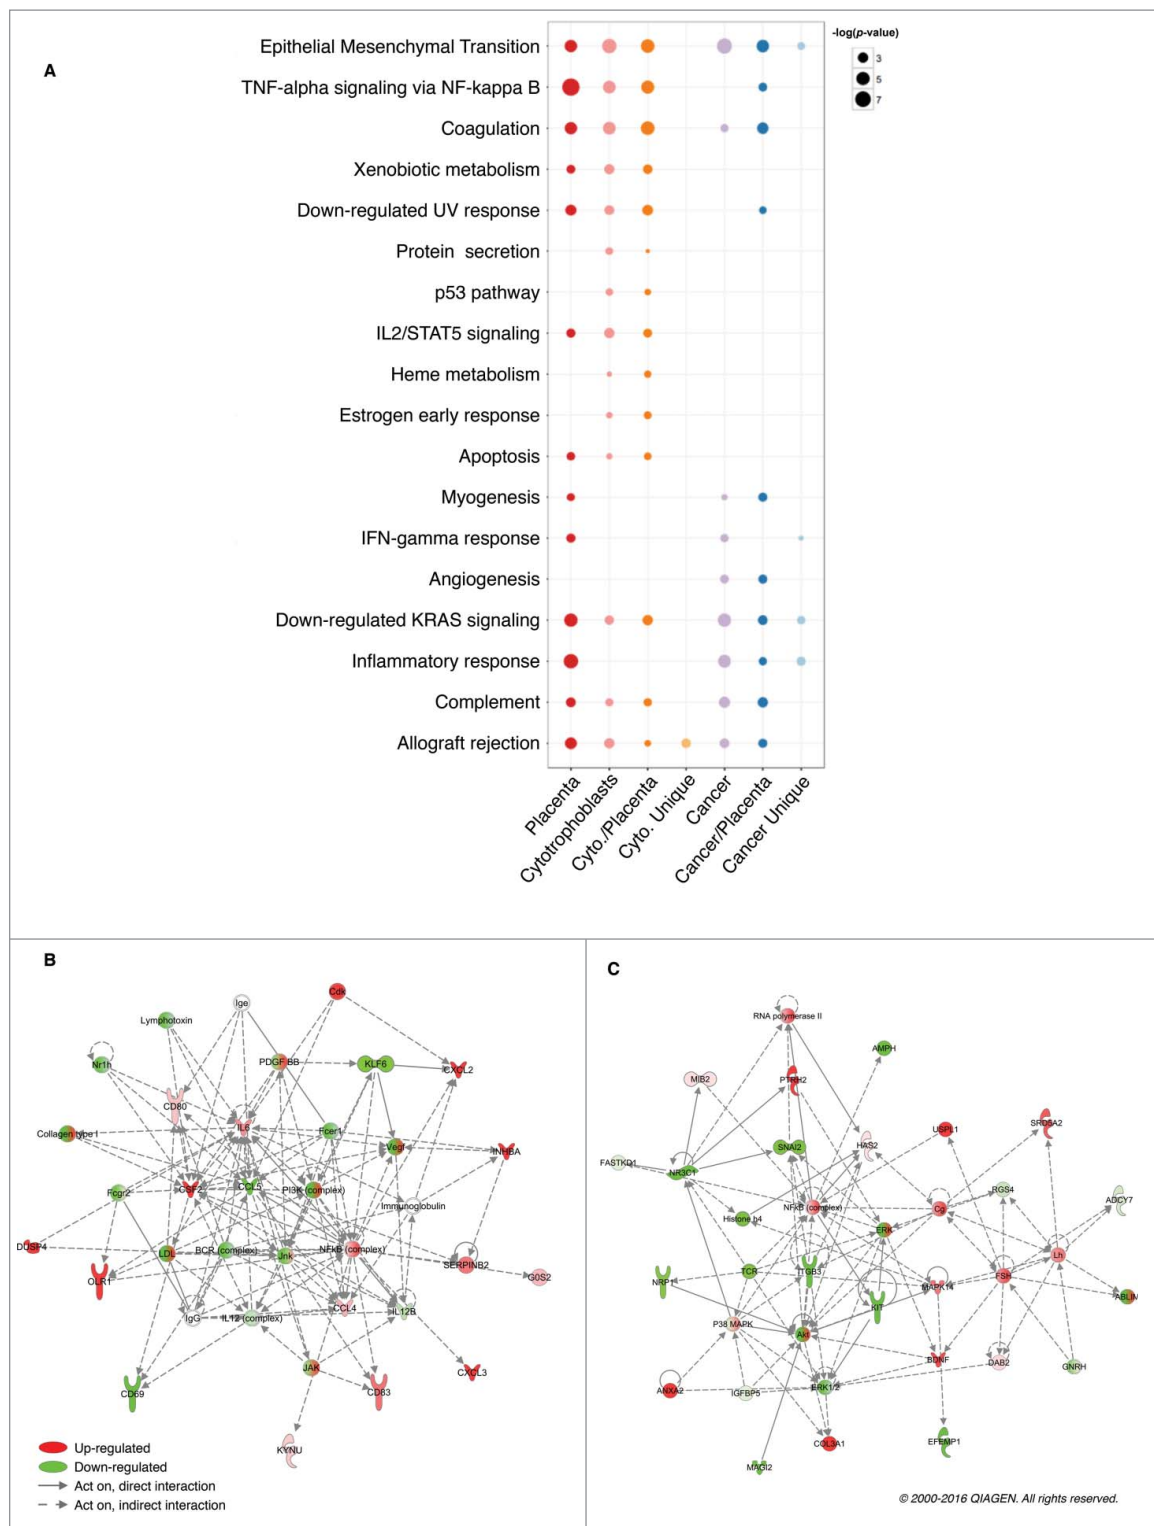 A
Epithelial Mesenchymal Transition
TNF-alpha signaling via NF-kappa B
Coagulation
Xenobiotic metabolism
Down-regulated UV response
Protein secretion
p53 pathway
IL2/STAT5 signaling
Heme metabolism
Estrogen early response
Apoptosis
Myogenesis
IFN-gamma response
Angiogenesis
Down-regulated KRAS signaling
Inflammatory response
Complement
Allograft rejection
-log(p-value)
3
5
7
Placenta
Cytotrophoblasts
Cyto./Placenta
Cyto. Unique
Cancer
Cancer/Placenta
Cancer Unique
B
Ige
Cdk
Lymphotoxin
Nr1h
PDGF BB
KLF6
CXCL2
CD80
Collagen type I
IL6
Fcer1
Vegf
INHBA
Fcgr2
CSF2
CCL5
PI3K (complex)
Immunoglobulin
DUSP4
LDL
BCR (complex)
Jnk
NFkB (complex)
SERPINB2
OLR1
G0S2
IgG
IL12 (complex)
CCL4
IL12B
JAK
CXCL3
CD69
CD83
KYNU
Up-regulated
Down-regulated
Act on, direct interaction
Act on, indirect interaction
C
RNA polymerase II
AMPH
MIB2
PTRH2
SRD5A2
USPL1
SNAI2
HAS2
FASTKD1
NR3C1
RGS4
ADCY7
NFkB (complex)
Cg
Histone h4
ERK
Lh
TCR
ITGB3
FSH
NRP1
MAPK14
ABLIM
KIT
P38 MAPK
Akt
BDNF
DAB2
GNRH
ANXA2
IGFBP5
ERK1/2
COL3A1
EFEMP1
MAGI2
© 2000-2016 QIAGEN. All rights reserved.